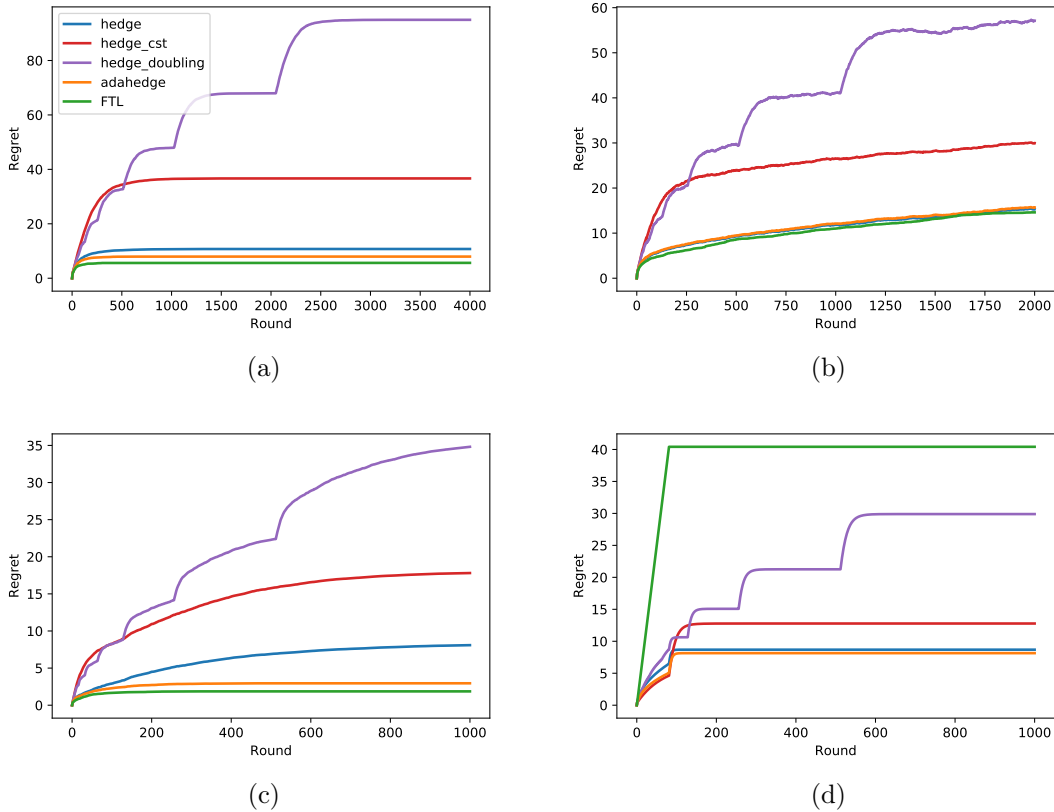 hedge
hedge_cst
hedge_doubling
adahedge
FTL
80
60
40
20
0
Regret
0 500 1000 1500 2000 2500 3000 3500 4000
Round
(a)
60
50
40
30
20
10
0
Regret
0 250 500 750 1000 1250 1500 1750 2000
Round
(b)
35
30
25
20
15
10
5
0
Regret
0 200 400 600 800 1000
Round
(c)
40
35
30
25
20
15
10
5
0
Regret
0 200 400 600 800 1000
Round
(d)